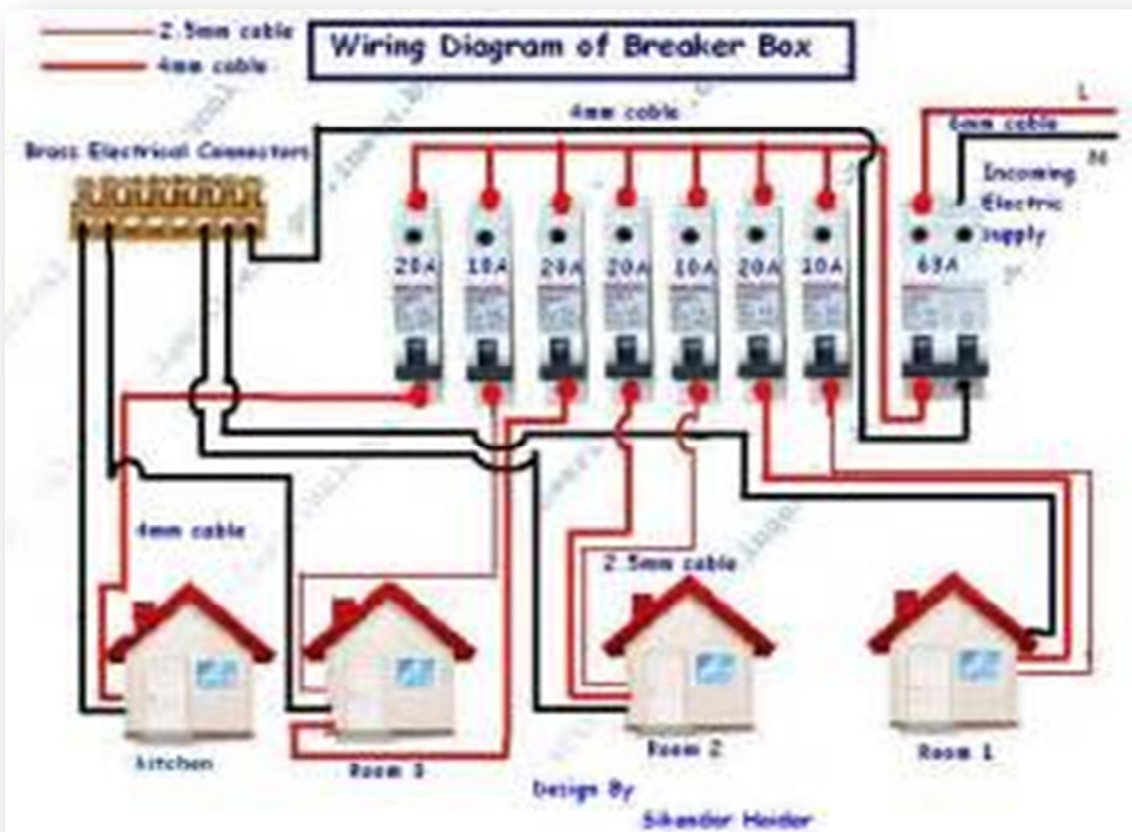 2.5mm cable
4mm cable
Wiring Diagram of Breaker Box
4mm cable
L
6mm cable
N
Brass Electrical Connectors
Incoming
Electric
supply
20A
10A
20A
20A
10A
20A
10A
63A
4mm cable
2.5mm cable
kitchen
Room 3
Room 2
Room 1
Design By
Sikandar Haidar